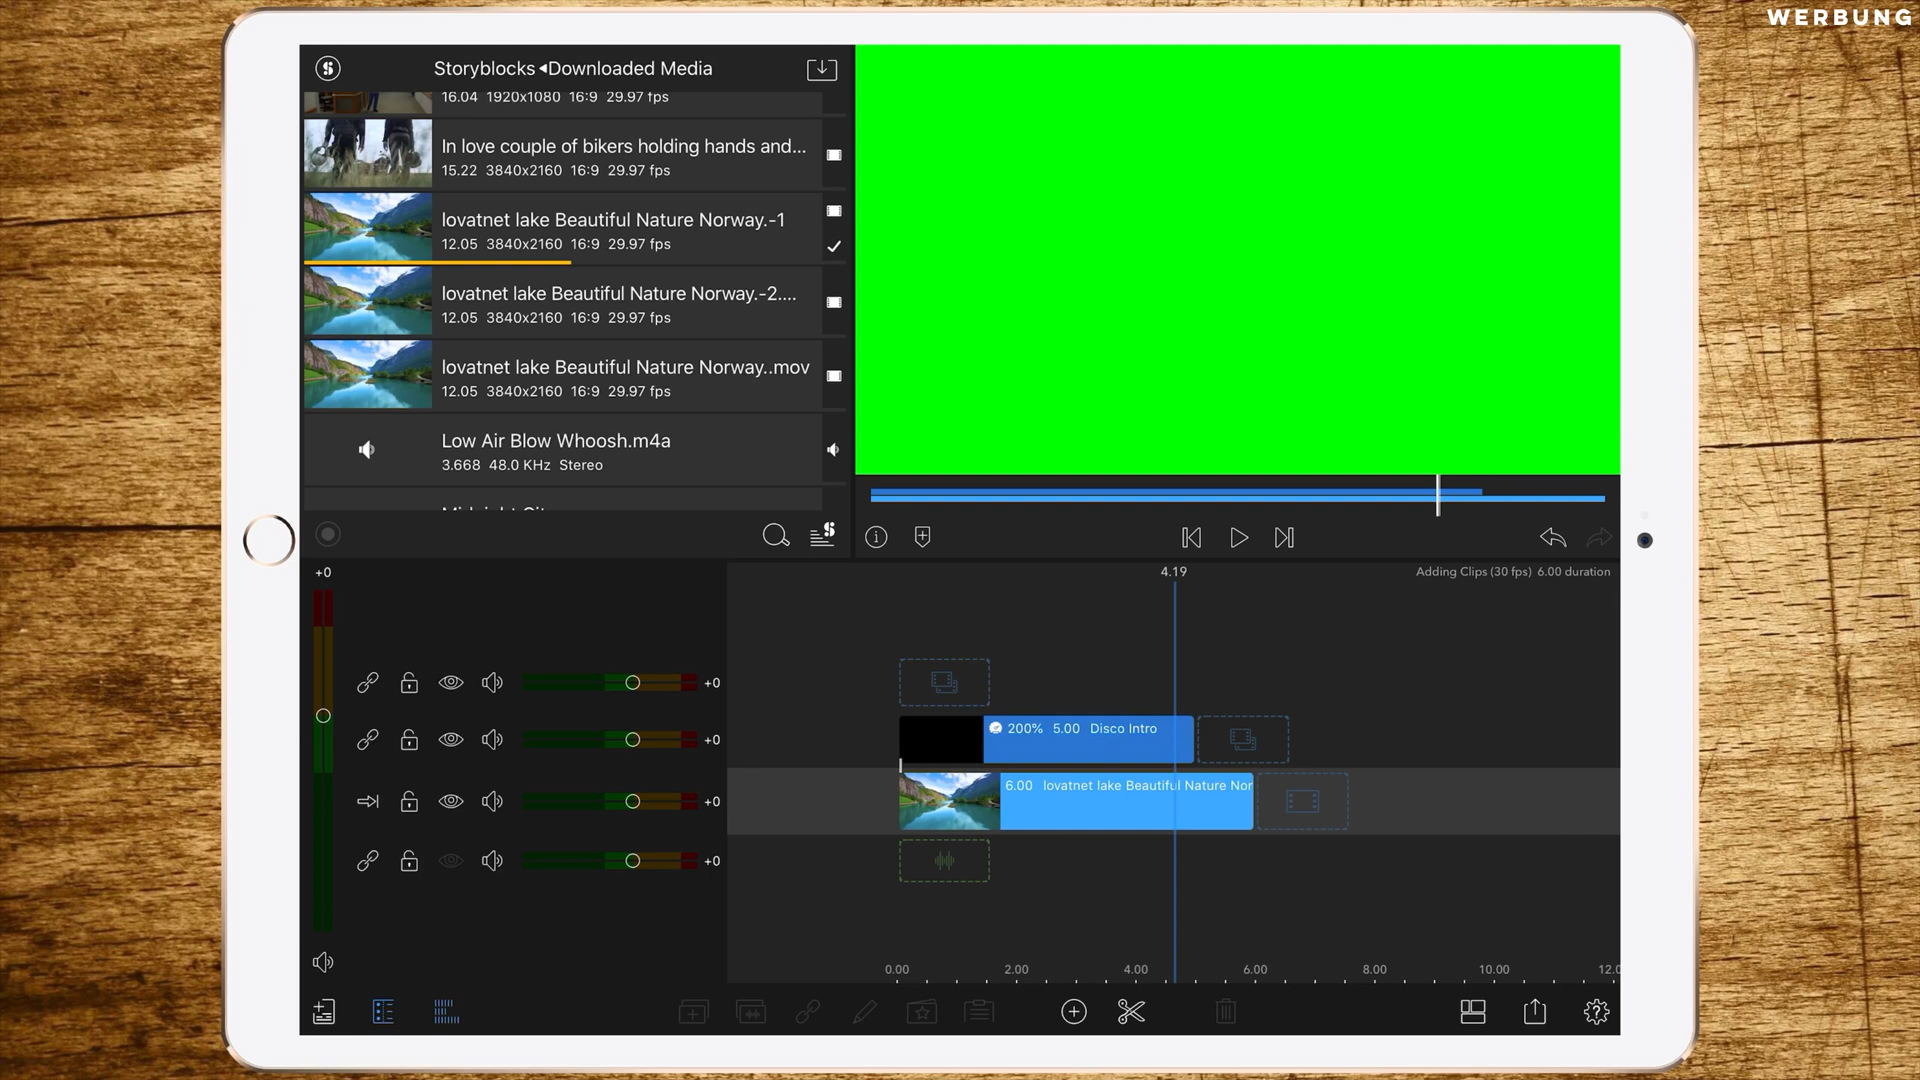 WERBUNG
Storyblocks ◂Downloaded Media
16.04 1920x1080 16:9 29.97 fps
In love couple of bikers holding hands and...
15.22 3840x2160 16:9 29.97 fps
lovatnet lake Beautiful Nature Norway.-1
12.05 3840x2160 16:9 29.97 fps
lovatnet lake Beautiful Nature Norway.-2....
12.05 3840x2160 16:9 29.97 fps
lovatnet lake Beautiful Nature Norway..mov
12.05 3840x2160 16:9 29.97 fps
Low Air Blow Whoosh.m4a
3.668 48.0 KHz Stereo
+0
4.19
Adding Clips (30 fps) 6.00 duration
+0
200% 5.00 Disco Intro
+0
6.00 lovatnet lake Beautiful Nature Nor
+0
+0
0.00 2.00 4.00 6.00 8.00 10.00 12.0